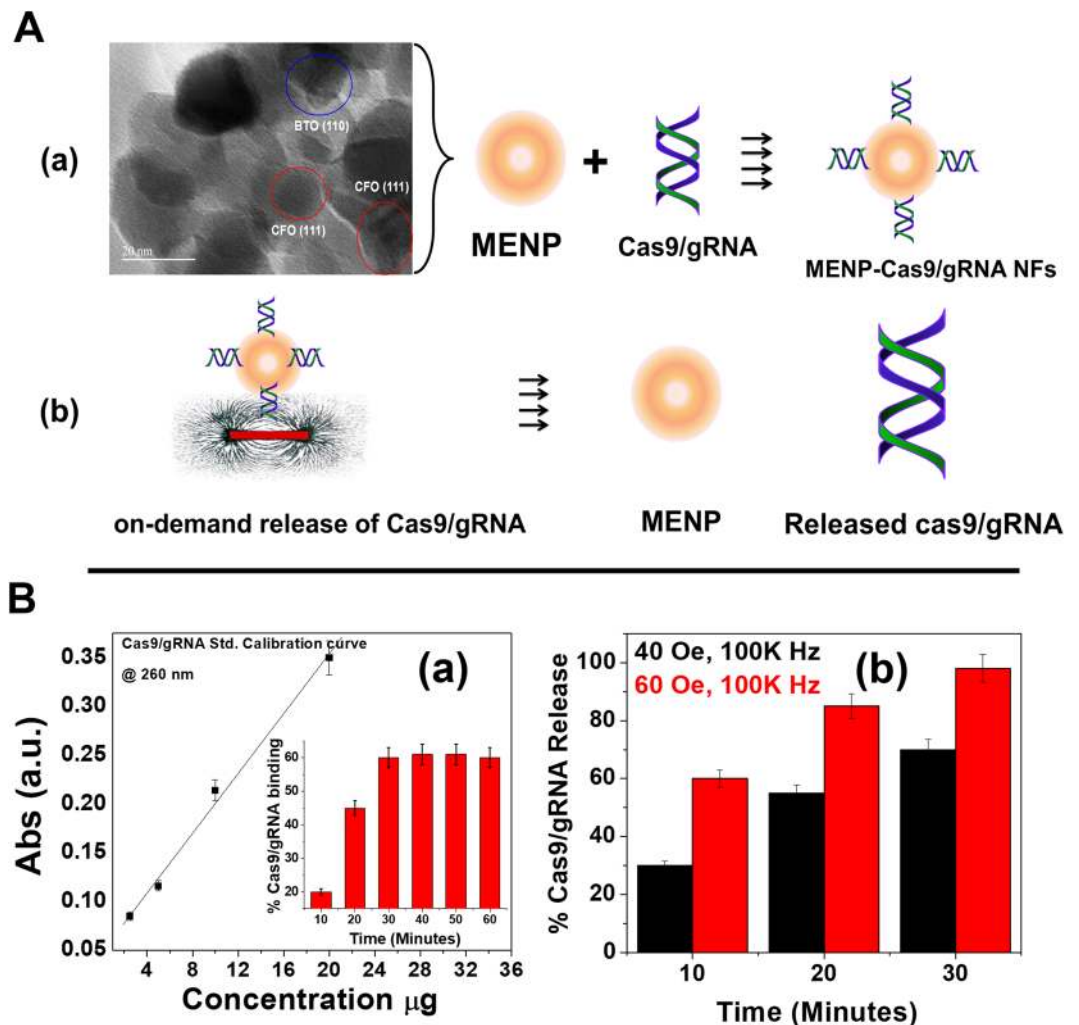 A
(a)
BTO (110)
CFO (111)
CFO (111)
20 nm
+
MENP
Cas9/gRNA
MENP-Cas9/gRNA NFs
(b)
on-demand release of Cas9/gRNA
MENP
Released cas9/gRNA
B
Cas9/gRNA Std. Calibration curve
@ 260 nm
(a)
Abs (a.u.)
0.35
0.30
0.25
0.20
0.15
0.10
0.05
4 8 12 16 20 24 28 32 36
Concentration μg
% Cas9/gRNA binding
60
50
40
30
20
10 20 30 40 50 60
Time (Minutes)
40 Oe, 100K Hz
60 Oe, 100K Hz
(b)
% Cas9/gRNA Release
100
80
60
40
20
0
10 20 30
Time (Minutes)